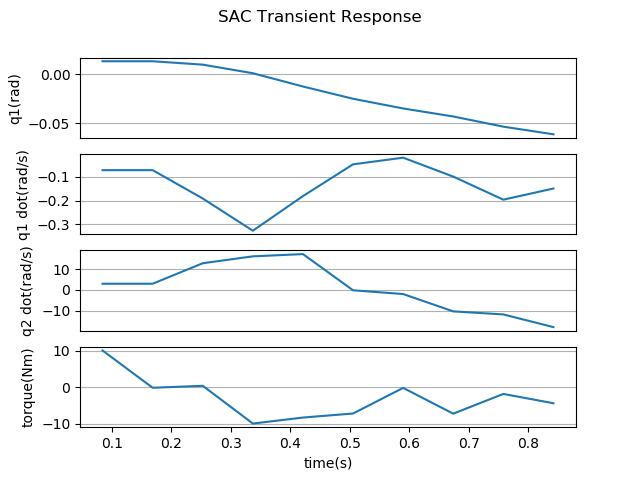 SAC Transient Response
q1(rad)
0.00
−0.05
q1 dot(rad/s)
−0.1
−0.2
−0.3
q2 dot(rad/s)
10
0
−10
torque(Nm)
10
0
−10
0.1 0.2 0.3 0.4 0.5 0.6 0.7 0.8
time(s)